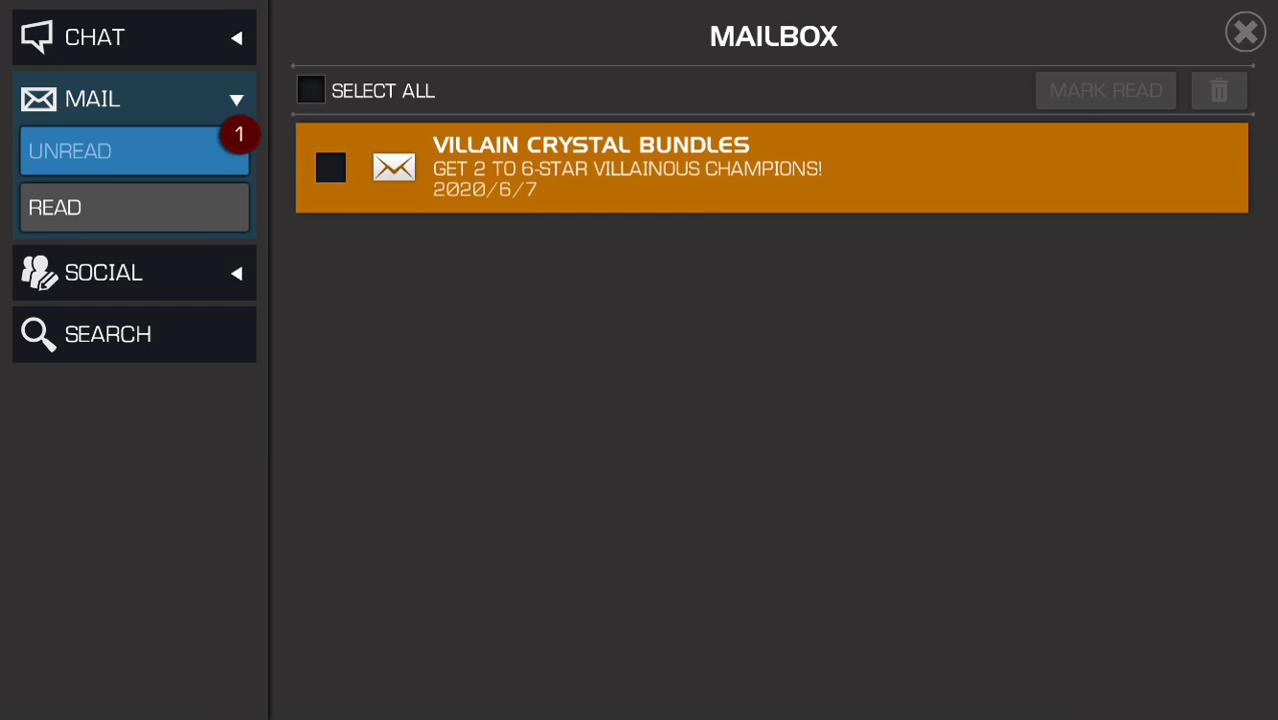 CHAT
MAIL
UNREAD
1
READ
SOCIAL
SEARCH
MAILBOX
SELECT ALL
MARK READ
VILLAIN CRYSTAL BUNDLES
GET 2 TO 6-STAR VILLAINOUS CHAMPIONS!
2020/6/7